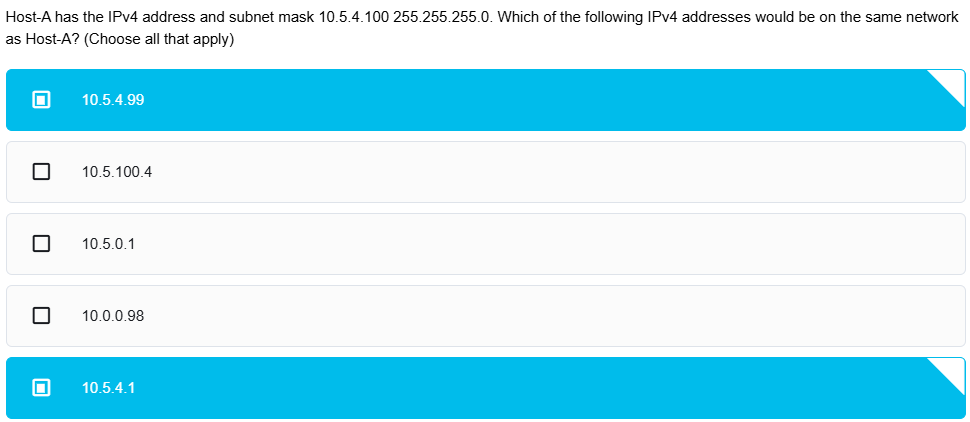 Host-A has the IPv4 address and subnet mask 10.5.4.100 255.255.255.0. Which of the following IPv4 addresses would be on the same network
as Host-A? (Choose all that apply)
10.5.4.99
10.5.100.4
10.5.0.1
10.0.0.98
10.5.4.1